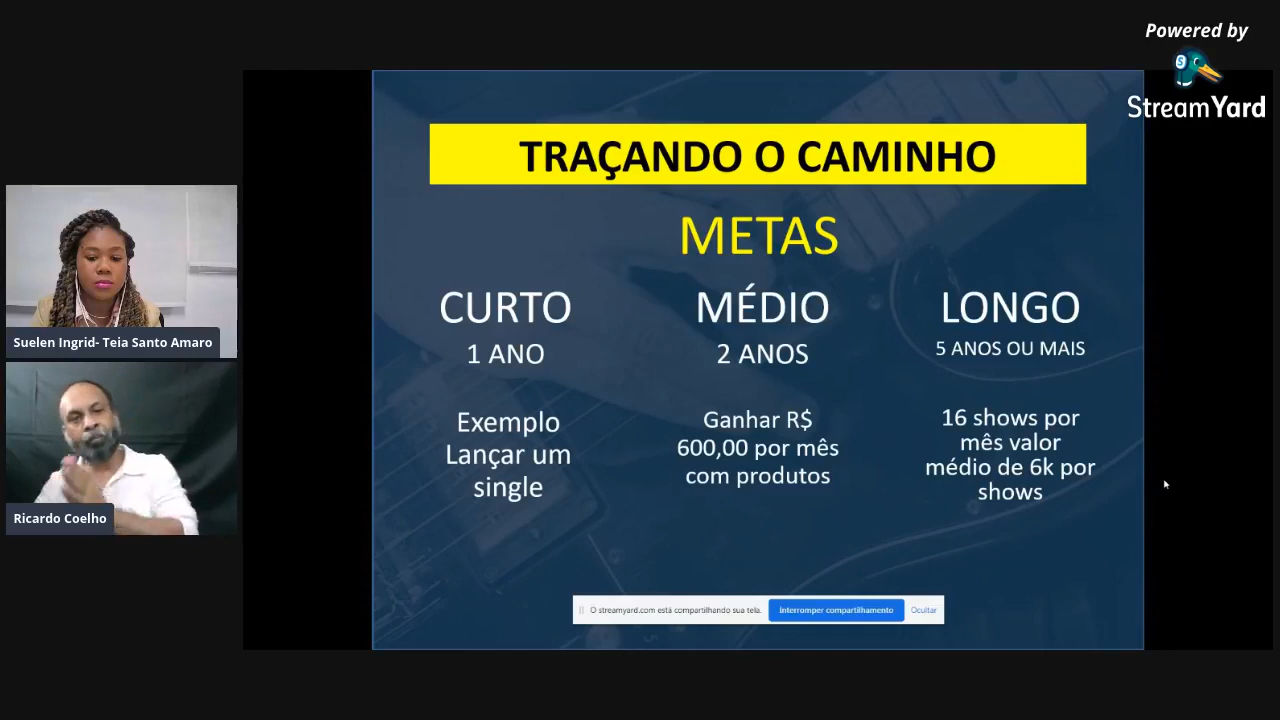 Powered by
StreamYard
TRAÇANDO O CAMINHO
METAS
CURTO
1 ANO
Exemplo
Lançar um
single
MÉDIO
2 ANOS
Ganhar R$
600,00 por mês
com produtos
LONGO
5 ANOS OU MAIS
16 shows por
mês valor
médio de 6k por
shows
Suelen Ingrid- Teia Santo Amaro
Ricardo Coelho
O streamyard.com está compartilhando sua tela.
Interromper compartilhamento
Ocultar